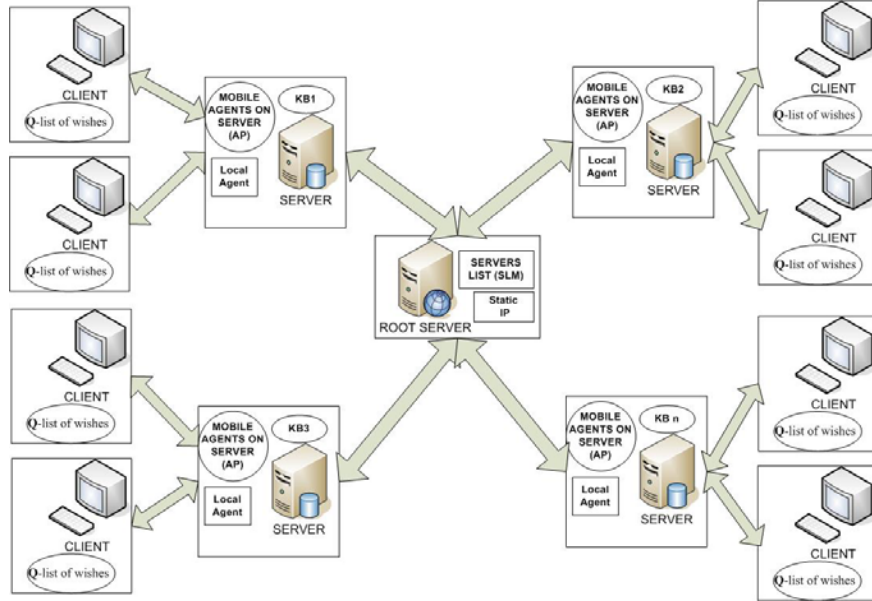 CLIENT
Q-list of wishes
CLIENT
Q-list of wishes
MOBILE
AGENTS ON
SERVER
(AP)
KB1
Local
Agent
SERVER
MOBILE
AGENTS ON
SERVER
(AP)
KB2
Local
Agent
SERVER
CLIENT
Q-list of wishes
CLIENT
Q-list of wishes
SERVERS
LIST (SLM)
Static
IP
ROOT SERVER
CLIENT
Q-list of wishes
CLIENT
Q-list of wishes
MOBILE
AGENTS ON
SERVER
(AP)
KB3
Local
Agent
SERVER
MOBILE
AGENTS ON
SERVER
(AP)
KB n
Local
Agent
SERVER
CLIENT
Q-list of wishes
CLIENT
Q-list of wishes